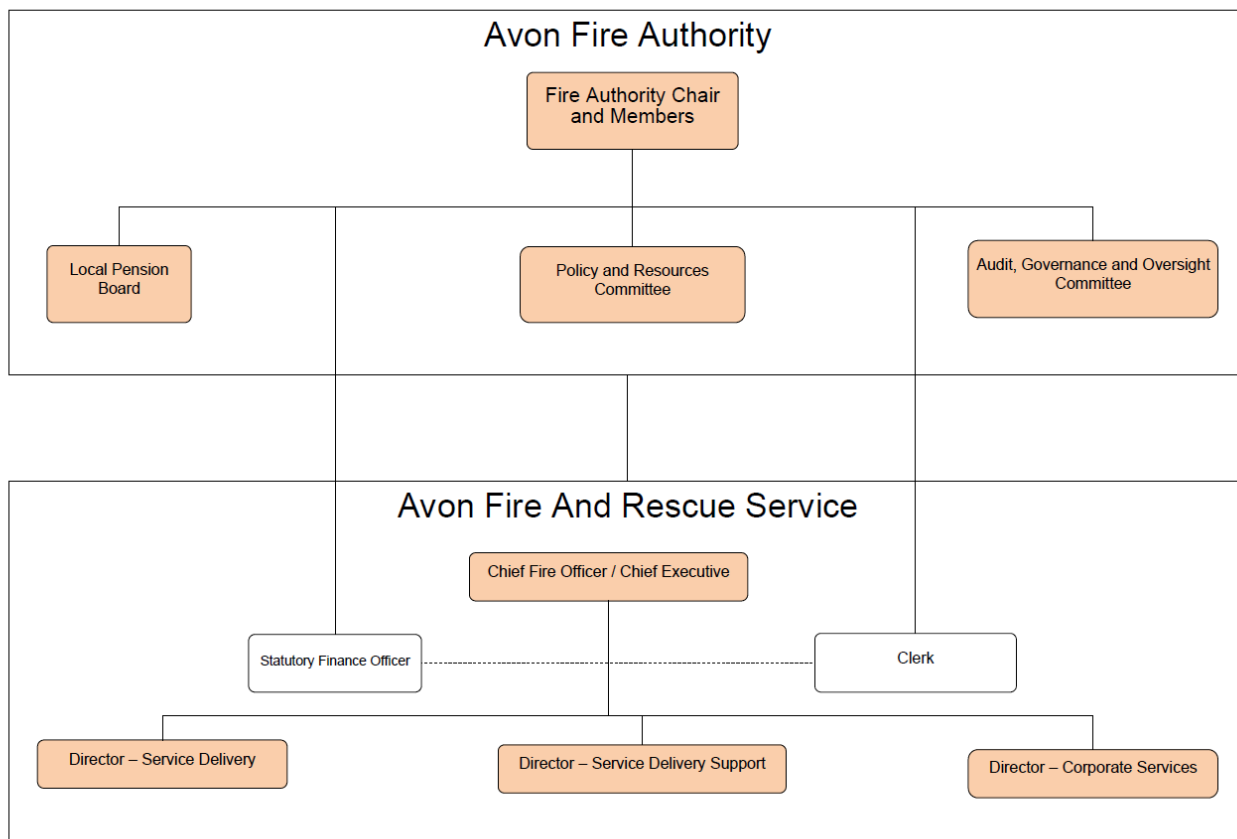 Avon Fire Authority
Fire Authority Chair
and Members
Local Pension
Board
Policy and Resources
Committee
Audit, Governance and Oversight
Committee
Avon Fire And Rescue Service
Chief Fire Officer / Chief Executive
Statutory Finance Officer
Clerk
Director – Service Delivery
Director – Service Delivery Support
Director – Corporate Services